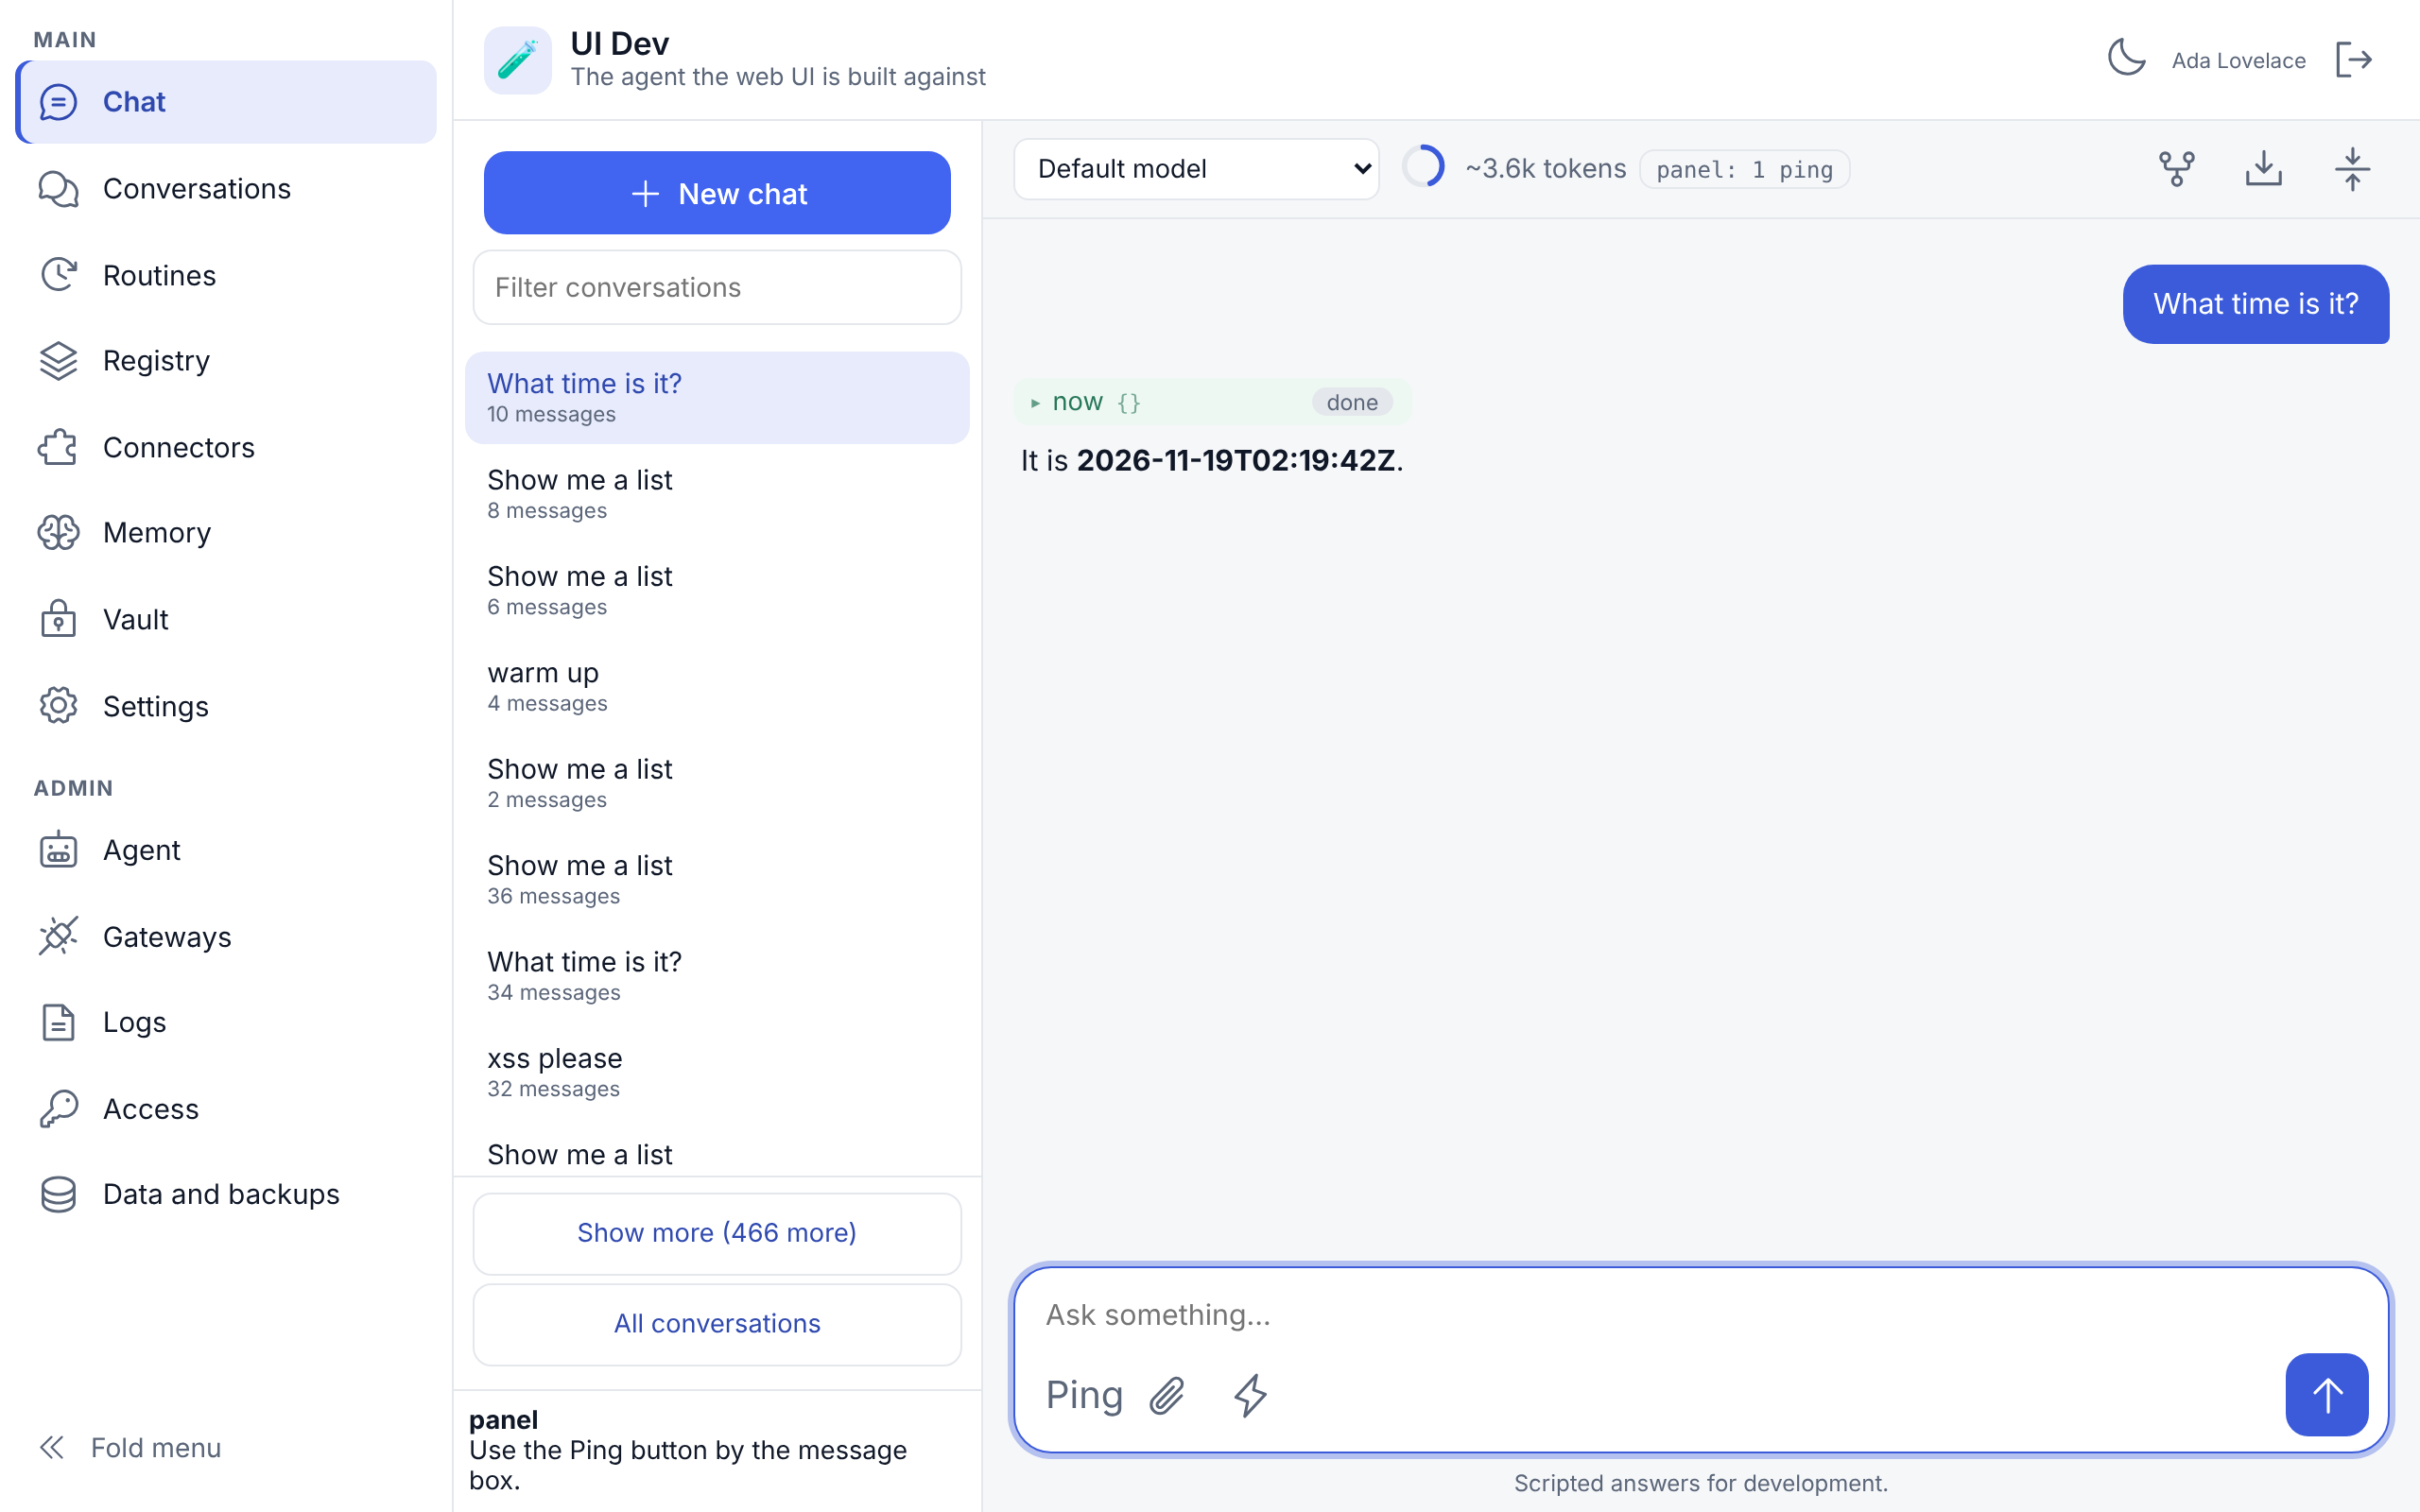 MAIN
Chat
Conversations
Routines
Registry
Connectors
Memory
Vault
Settings
ADMIN
Agent
Gateways
Logs
Access
Data and backups
Fold menu
UI Dev
The agent the web UI is built against
Ada Lovelace
New chat
Filter conversations
What time is it?
10 messages
Show me a list
8 messages
Show me a list
6 messages
warm up
4 messages
Show me a list
2 messages
Show me a list
36 messages
What time is it?
34 messages
xss please
32 messages
Show me a list
Show more (466 more)
All conversations
panel
Use the Ping button by the message
box.
Default model
~3.6k tokens
panel: 1 ping
What time is it?
now {} done
It is 2026-11-19T02:19:42Z.
Ask something...
Ping
Scripted answers for development.